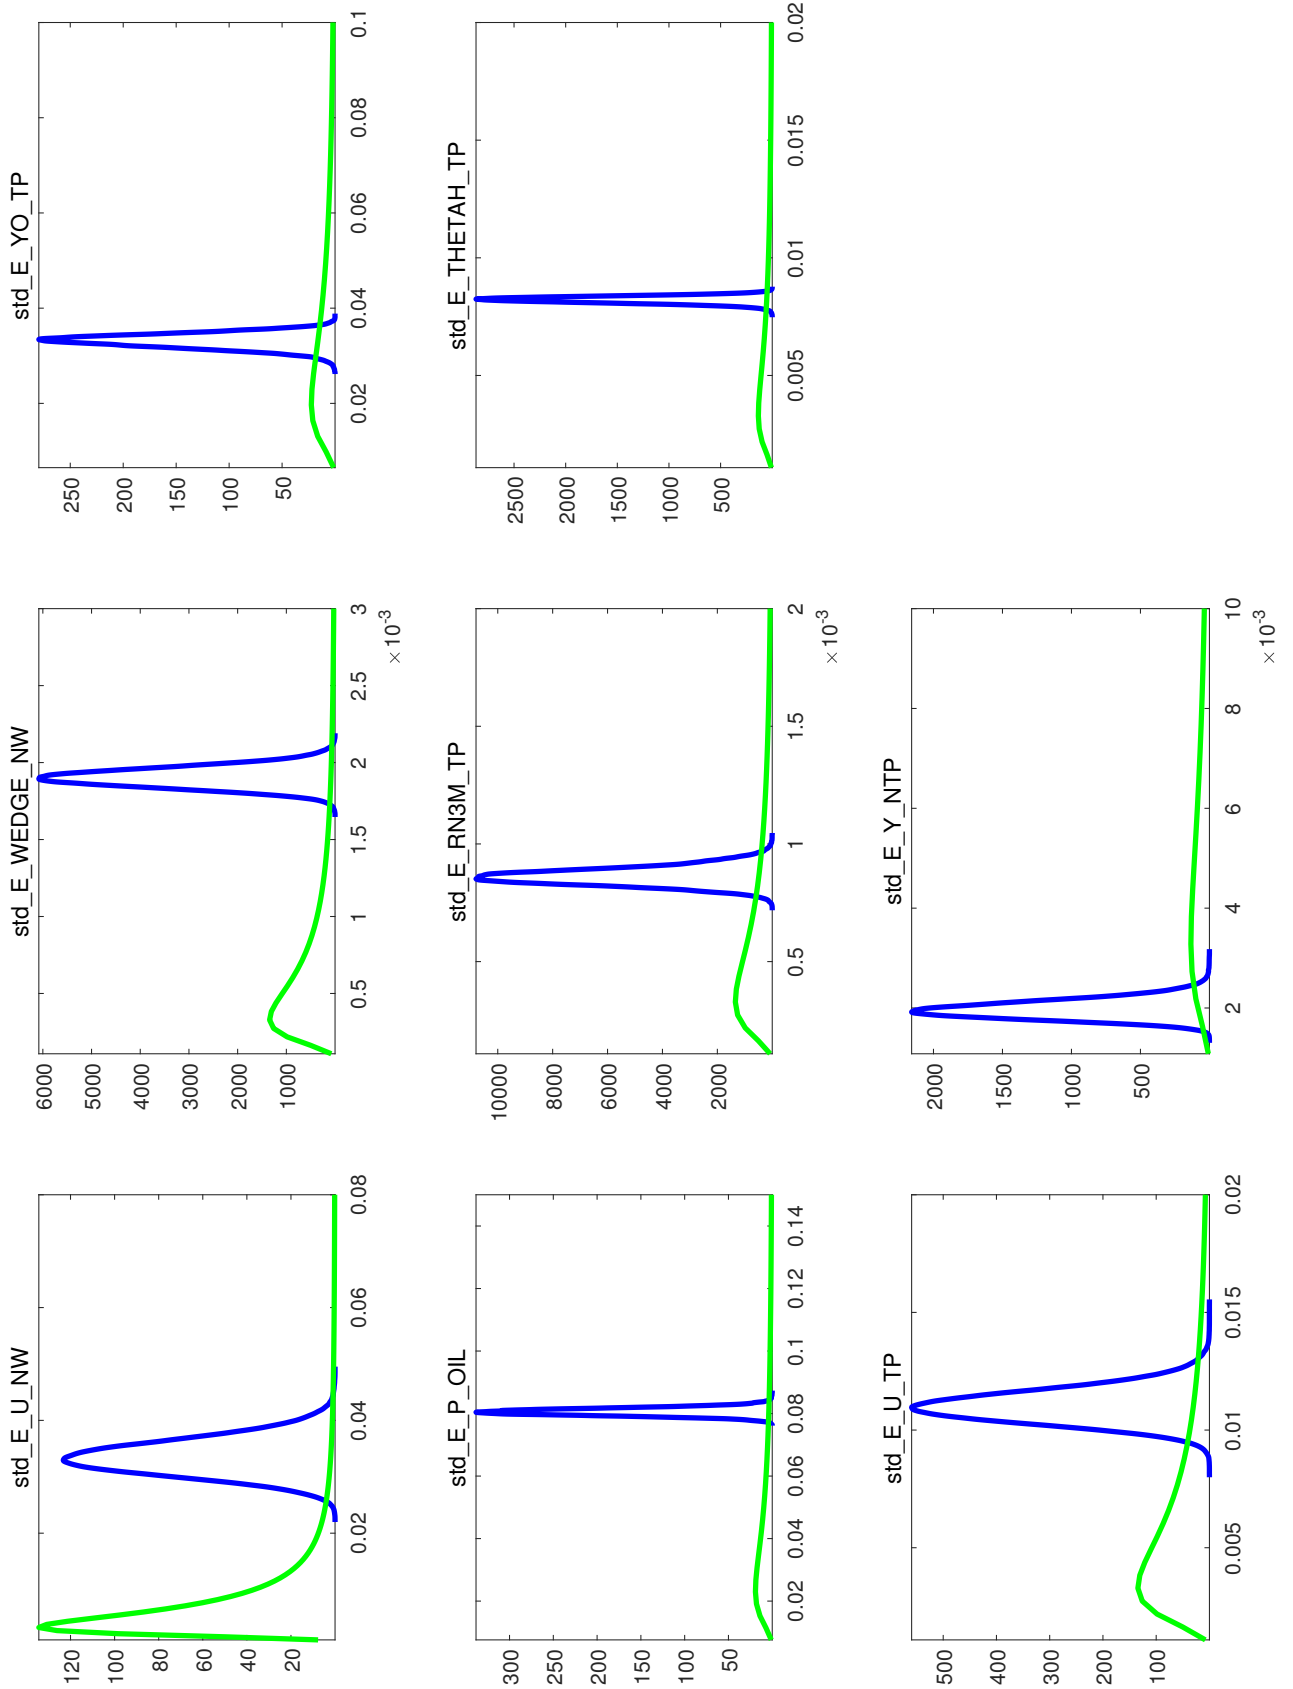 std_E_U_NW
120
100
80
60
40
20
0.02 0.04 0.06 0.08
std_E_WEDGE_NW
6000
5000
4000
3000
2000
1000
0.5 1 1.5 2 2.5 3
×10-3
std_E_YO_TP
250
200
150
100
50
0.02 0.04 0.06 0.08 0.1
std_E_P_OIL
300
250
200
150
100
50
0.02 0.04 0.06 0.08 0.1 0.12 0.14
std_E_RN3M_TP
10000
8000
6000
4000
2000
0.5 1 1.5 2
×10-3
std_E_THETAH_TP
2500
2000
1500
1000
500
0.005 0.01 0.015 0.02
std_E_U_TP
500
400
300
200
100
0.005 0.01 0.015 0.02
std_E_Y_NTP
2000
1500
1000
500
2 4 6 8 10
×10-3